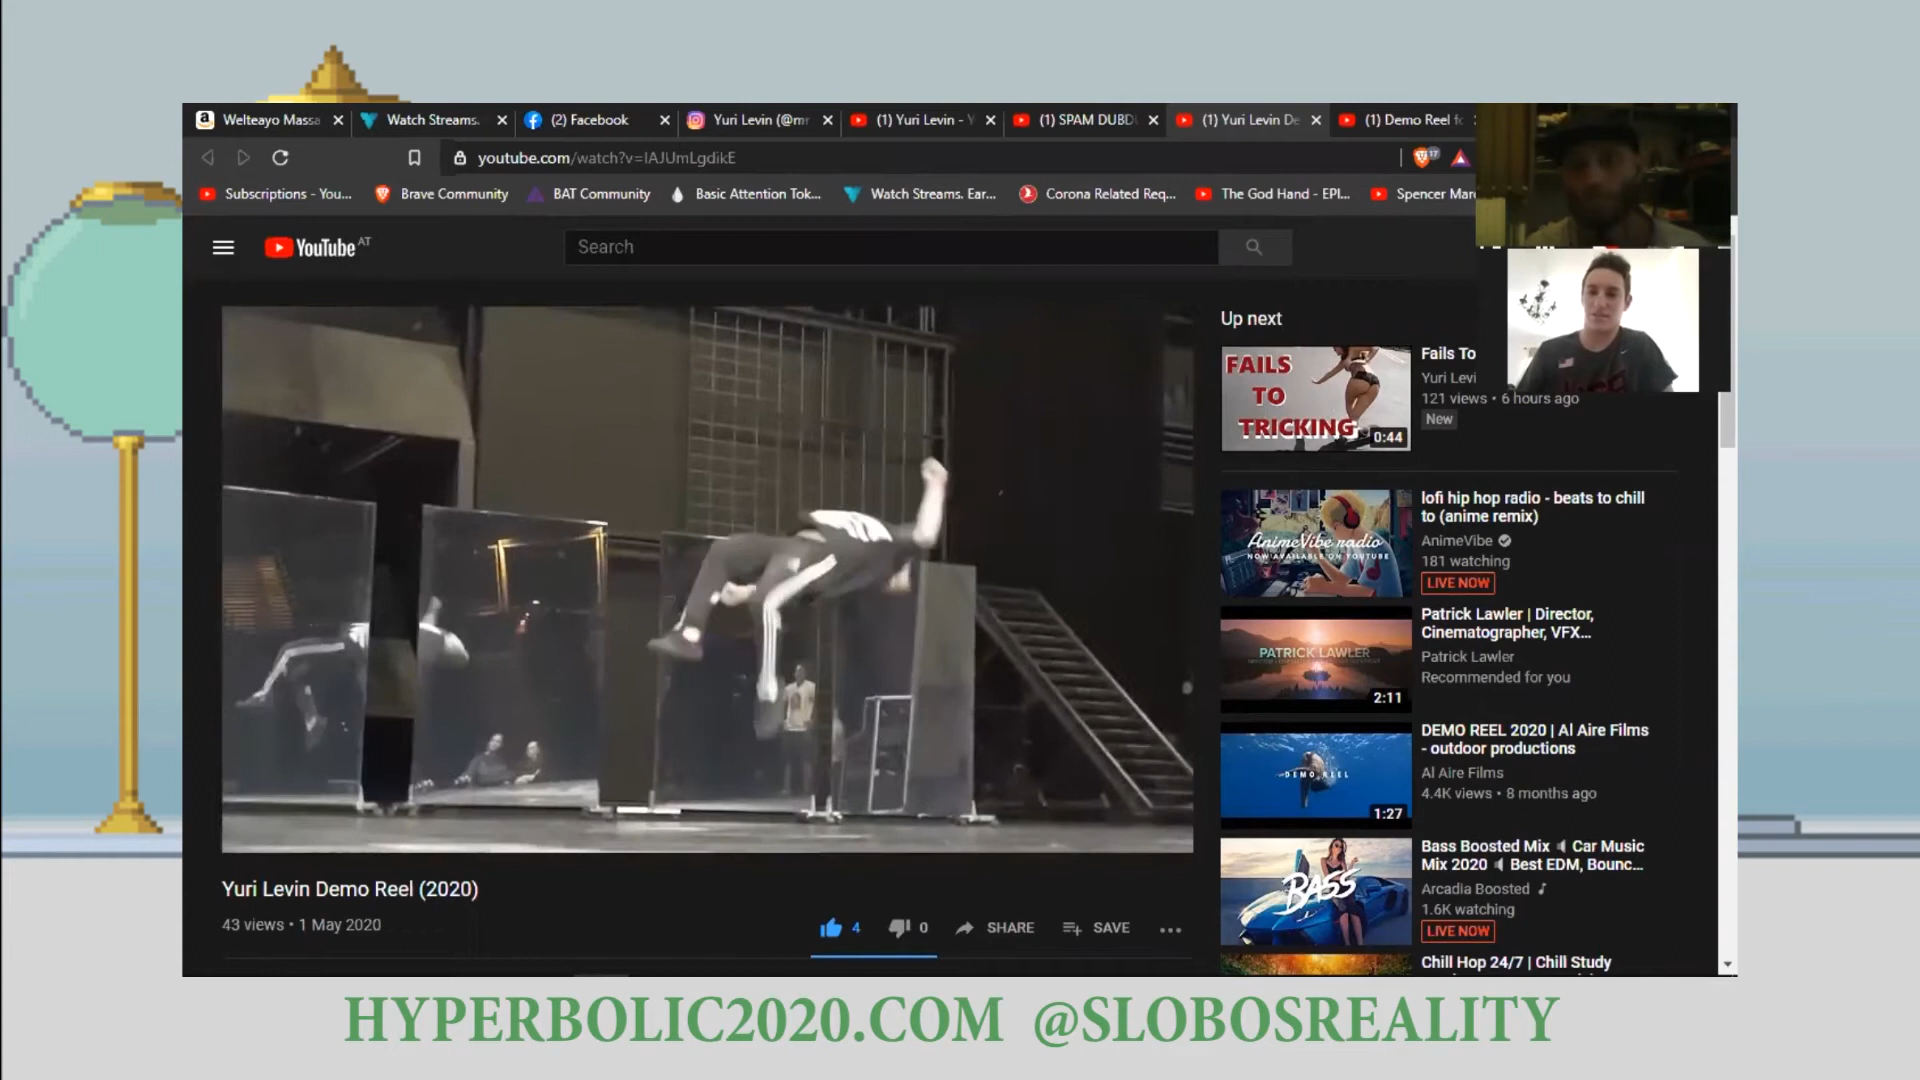 Welteayo Massa
Watch Streams.
(2) Facebook
Yuri Levin (@mr
(1) Yuri Levin - Y
(1) SPAM DUBD
(1) Yuri Levin De
(1) Demo Reel fo
youtube.com/watch?v=IAJUmLgdikE
17
Subscriptions - You...
Brave Community
BAT Community
Basic Attention Tok...
Watch Streams. Ear...
Corona Related Req...
The God Hand - EPI...
Spencer Mar
YouTube AT
Search
Up next
FAILS
TO
TRICKING
0:44
Fails To
Yuri Levi
121 views • 6 hours ago
New
AnimeVibe radio
NOW AVAILABLE ON YOUTUBE
lofi hip hop radio - beats to chill
to (anime remix)
AnimeVibe
181 watching
LIVE NOW
PATRICK LAWLER
2:11
Patrick Lawler | Director,
Cinematographer, VFX...
Patrick Lawler
Recommended for you
DEMO REEL
1:27
DEMO REEL 2020 | Al Aire Films
- outdoor productions
Al Aire Films
4.4K views • 8 months ago
BASS
Bass Boosted Mix Car Music
Mix 2020 Best EDM, Bounc...
Arcadia Boosted
1.6K watching
LIVE NOW
Chill Hop 24/7 | Chill Study
Yuri Levin Demo Reel (2020)
43 views • 1 May 2020
4
0
SHARE
SAVE
HYPERBOLIC2020.COM @SLOBOSREALITY